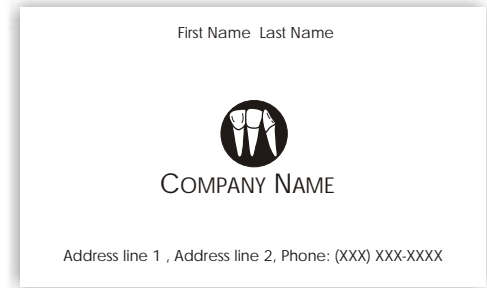 First Name  Last Name
COMPANY NAME
Address line 1 , Address line 2, Phone: (XXX) XXX-XXXX